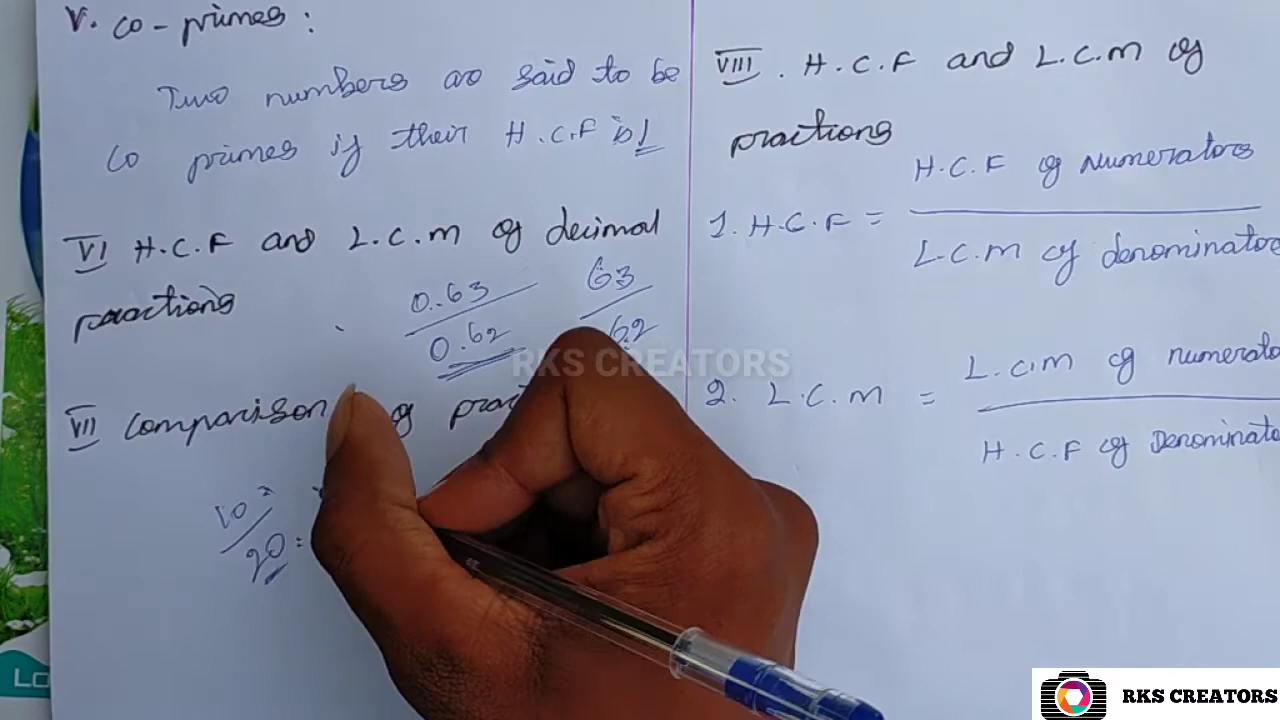 V. Co - primes :
Two numbers are said to be
Co primes if their H.C.F is 1
VI H.C.F and L.C.m of decimal
fractions
0.63
0.62
63
62
VII Comparison of frac
10
20 =
VIII. H.C.F and L.C.m of
fractions
1. H.C.F = H.C.F of Numerators
L.C.M of denominators
2. L.C.M = L.C.M of numerato
H.C.F of Denominato
RKS CREATORS
RKS CREATORS